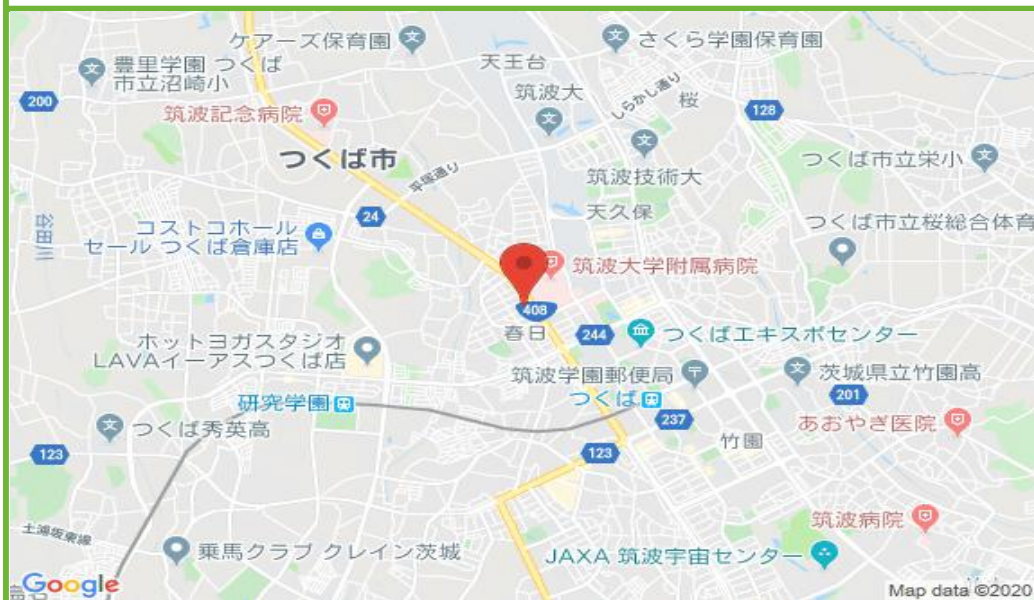 ケアーズ保育園
さくら学園保育園
豊里学園 つくば
市立沼崎小
天王台
200
筑波大
しらかし通り
桜
128
筑波記念病院
つくば市
平塚通り
筑波技術大
つくば市立栄小
谷田川
24
天久保
コストコホール
セール つくば倉庫店
つくば市立桜総合体育
筑波大学附属病院
408
春日
244
つくばエキスポセンター
ホットヨガスタジオ
LAVAイーアスつくば店
筑波学園郵便局
茨城県立竹園高
201
研究学園
つくば
237
あおやぎ医院
つくば秀英高
竹園
123
123
筑波病院
土浦坂東線
乗馬クラブ クレイン茨城
JAXA 筑波宇宙センター
Google
Map data ©2020